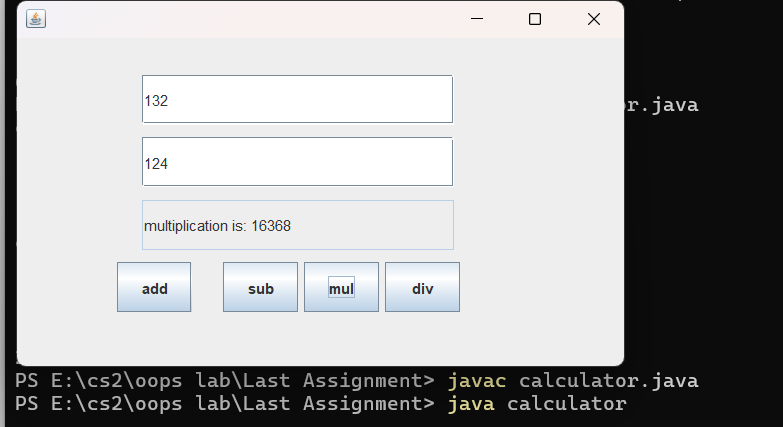 or.java
132
124
multiplication is: 16368
add sub mul div
PS E:\cs2\oops lab\Last Assignment> javac calculator.java
PS E:\cs2\oops lab\Last Assignment> java calculator